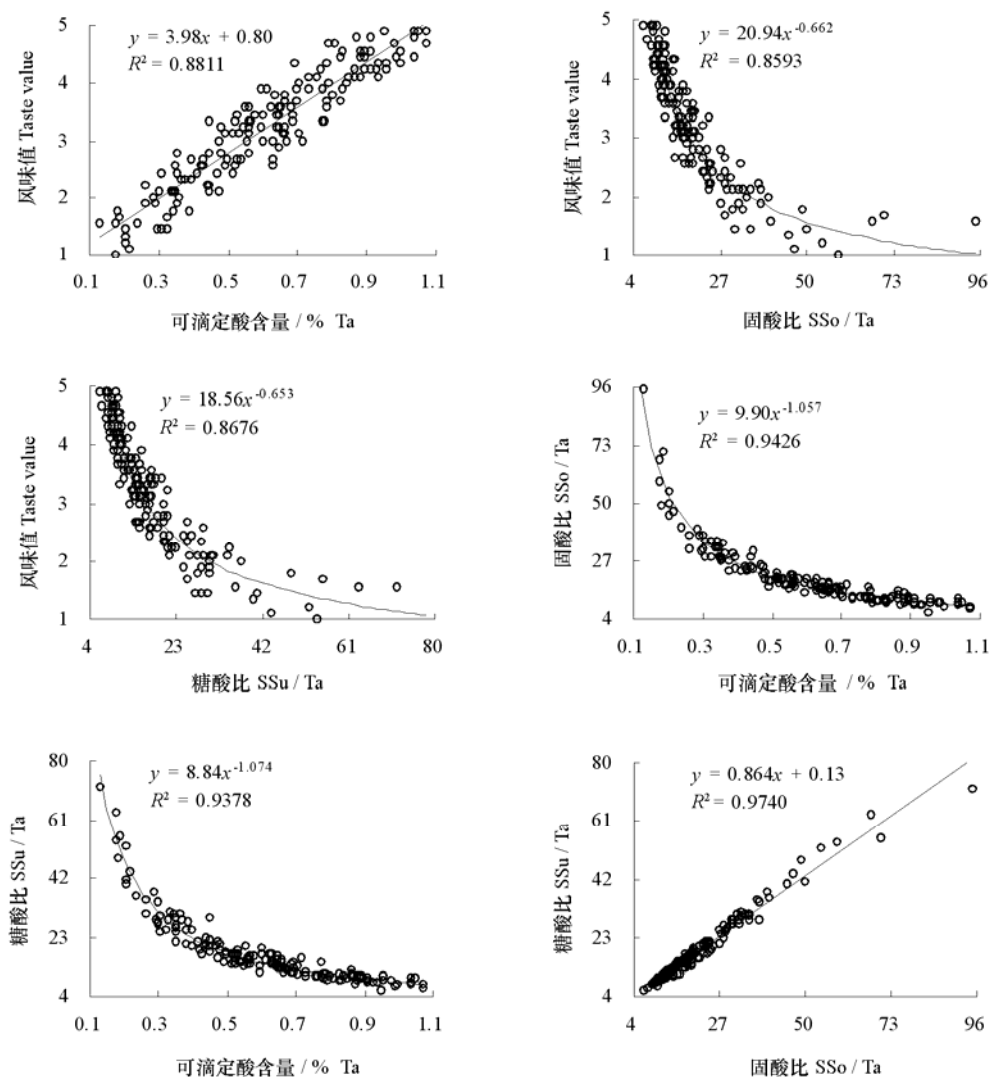 5
4
3
2
1
风味值 Taste value
y = 3.98x + 0.80
R² = 0.8811
0.1 0.3 0.5 0.7 0.9 1.1
可滴定酸含量 / % Ta
5
4
3
2
1
风味值 Taste value
y = 20.94x^-0.662
R² = 0.8593
4 27 50 73 96
固酸比 SSo / Ta
5
4
3
2
1
风味值 Taste value
y = 18.56x^-0.653
R² = 0.8676
4 23 42 61 80
糖酸比 SSu / Ta
96
73
50
27
4
固酸比 SSo / Ta
y = 9.90x^-1.057
R² = 0.9426
0.1 0.3 0.5 0.7 0.9 1.1
可滴定酸含量 / % Ta
80
61
42
23
4
糖酸比 SSu / Ta
y = 8.84x^-1.074
R² = 0.9378
0.1 0.3 0.5 0.7 0.9 1.1
可滴定酸含量 / % Ta
80
61
42
23
4
糖酸比 SSu / Ta
y = 0.864x + 0.13
R² = 0.9740
4 27 50 73 96
固酸比 SSo / Ta